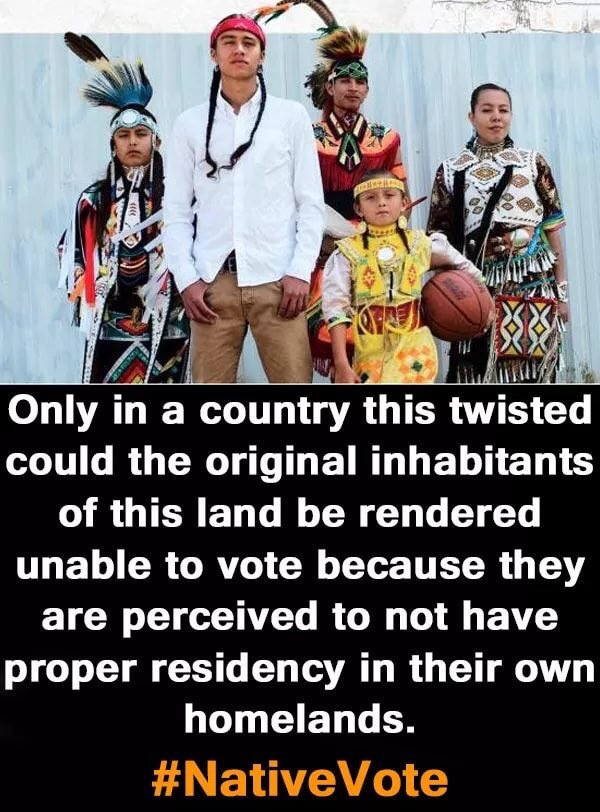 Only in a country this twisted
could the original inhabitants
of this land be rendered
unable to vote because they
are perceived to not have
proper residency in their own
homelands.
#NativeVote